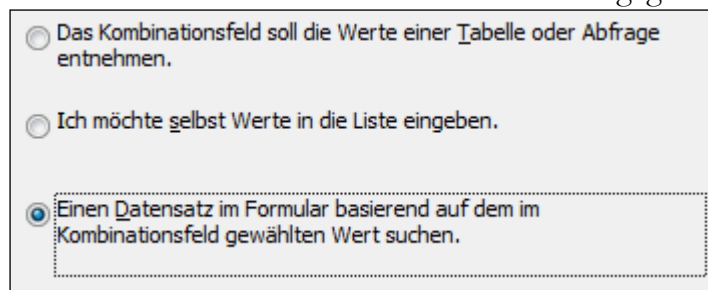 Das Kombinationsfeld soll die Werte einer Tabelle oder Abfrage
entnehmen.
Ich möchte selbst Werte in die Liste eingeben.
Einen Datensatz im Formular basierend auf dem im
Kombinationsfeld gewählten Wert suchen.